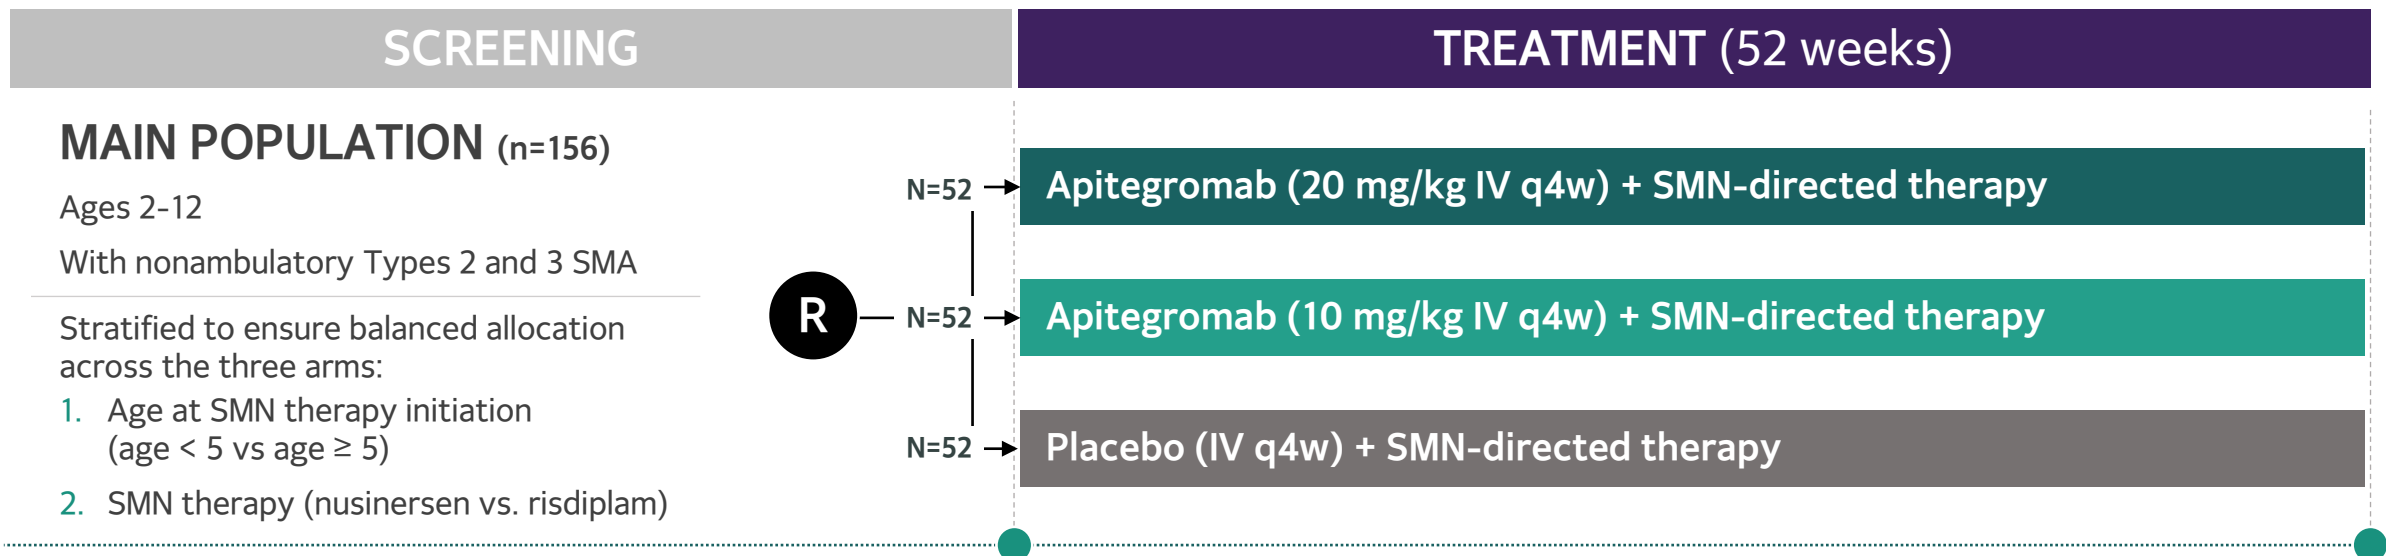 SCREENING
TREATMENT (52 weeks)
MAIN POPULATION (n=156)
Ages 2-12
With nonambulatory Types 2 and 3 SMA
Stratified to ensure balanced allocation
across the three arms:
1. Age at SMN therapy initiation
(age < 5 vs age ≥ 5)
2. SMN therapy (nusinersen vs. risdiplam)
R
N=52
Apitegromab (20 mg/kg IV q4w) + SMN-directed therapy
N=52
Apitegromab (10 mg/kg IV q4w) + SMN-directed therapy
N=52
Placebo (IV q4w) + SMN-directed therapy